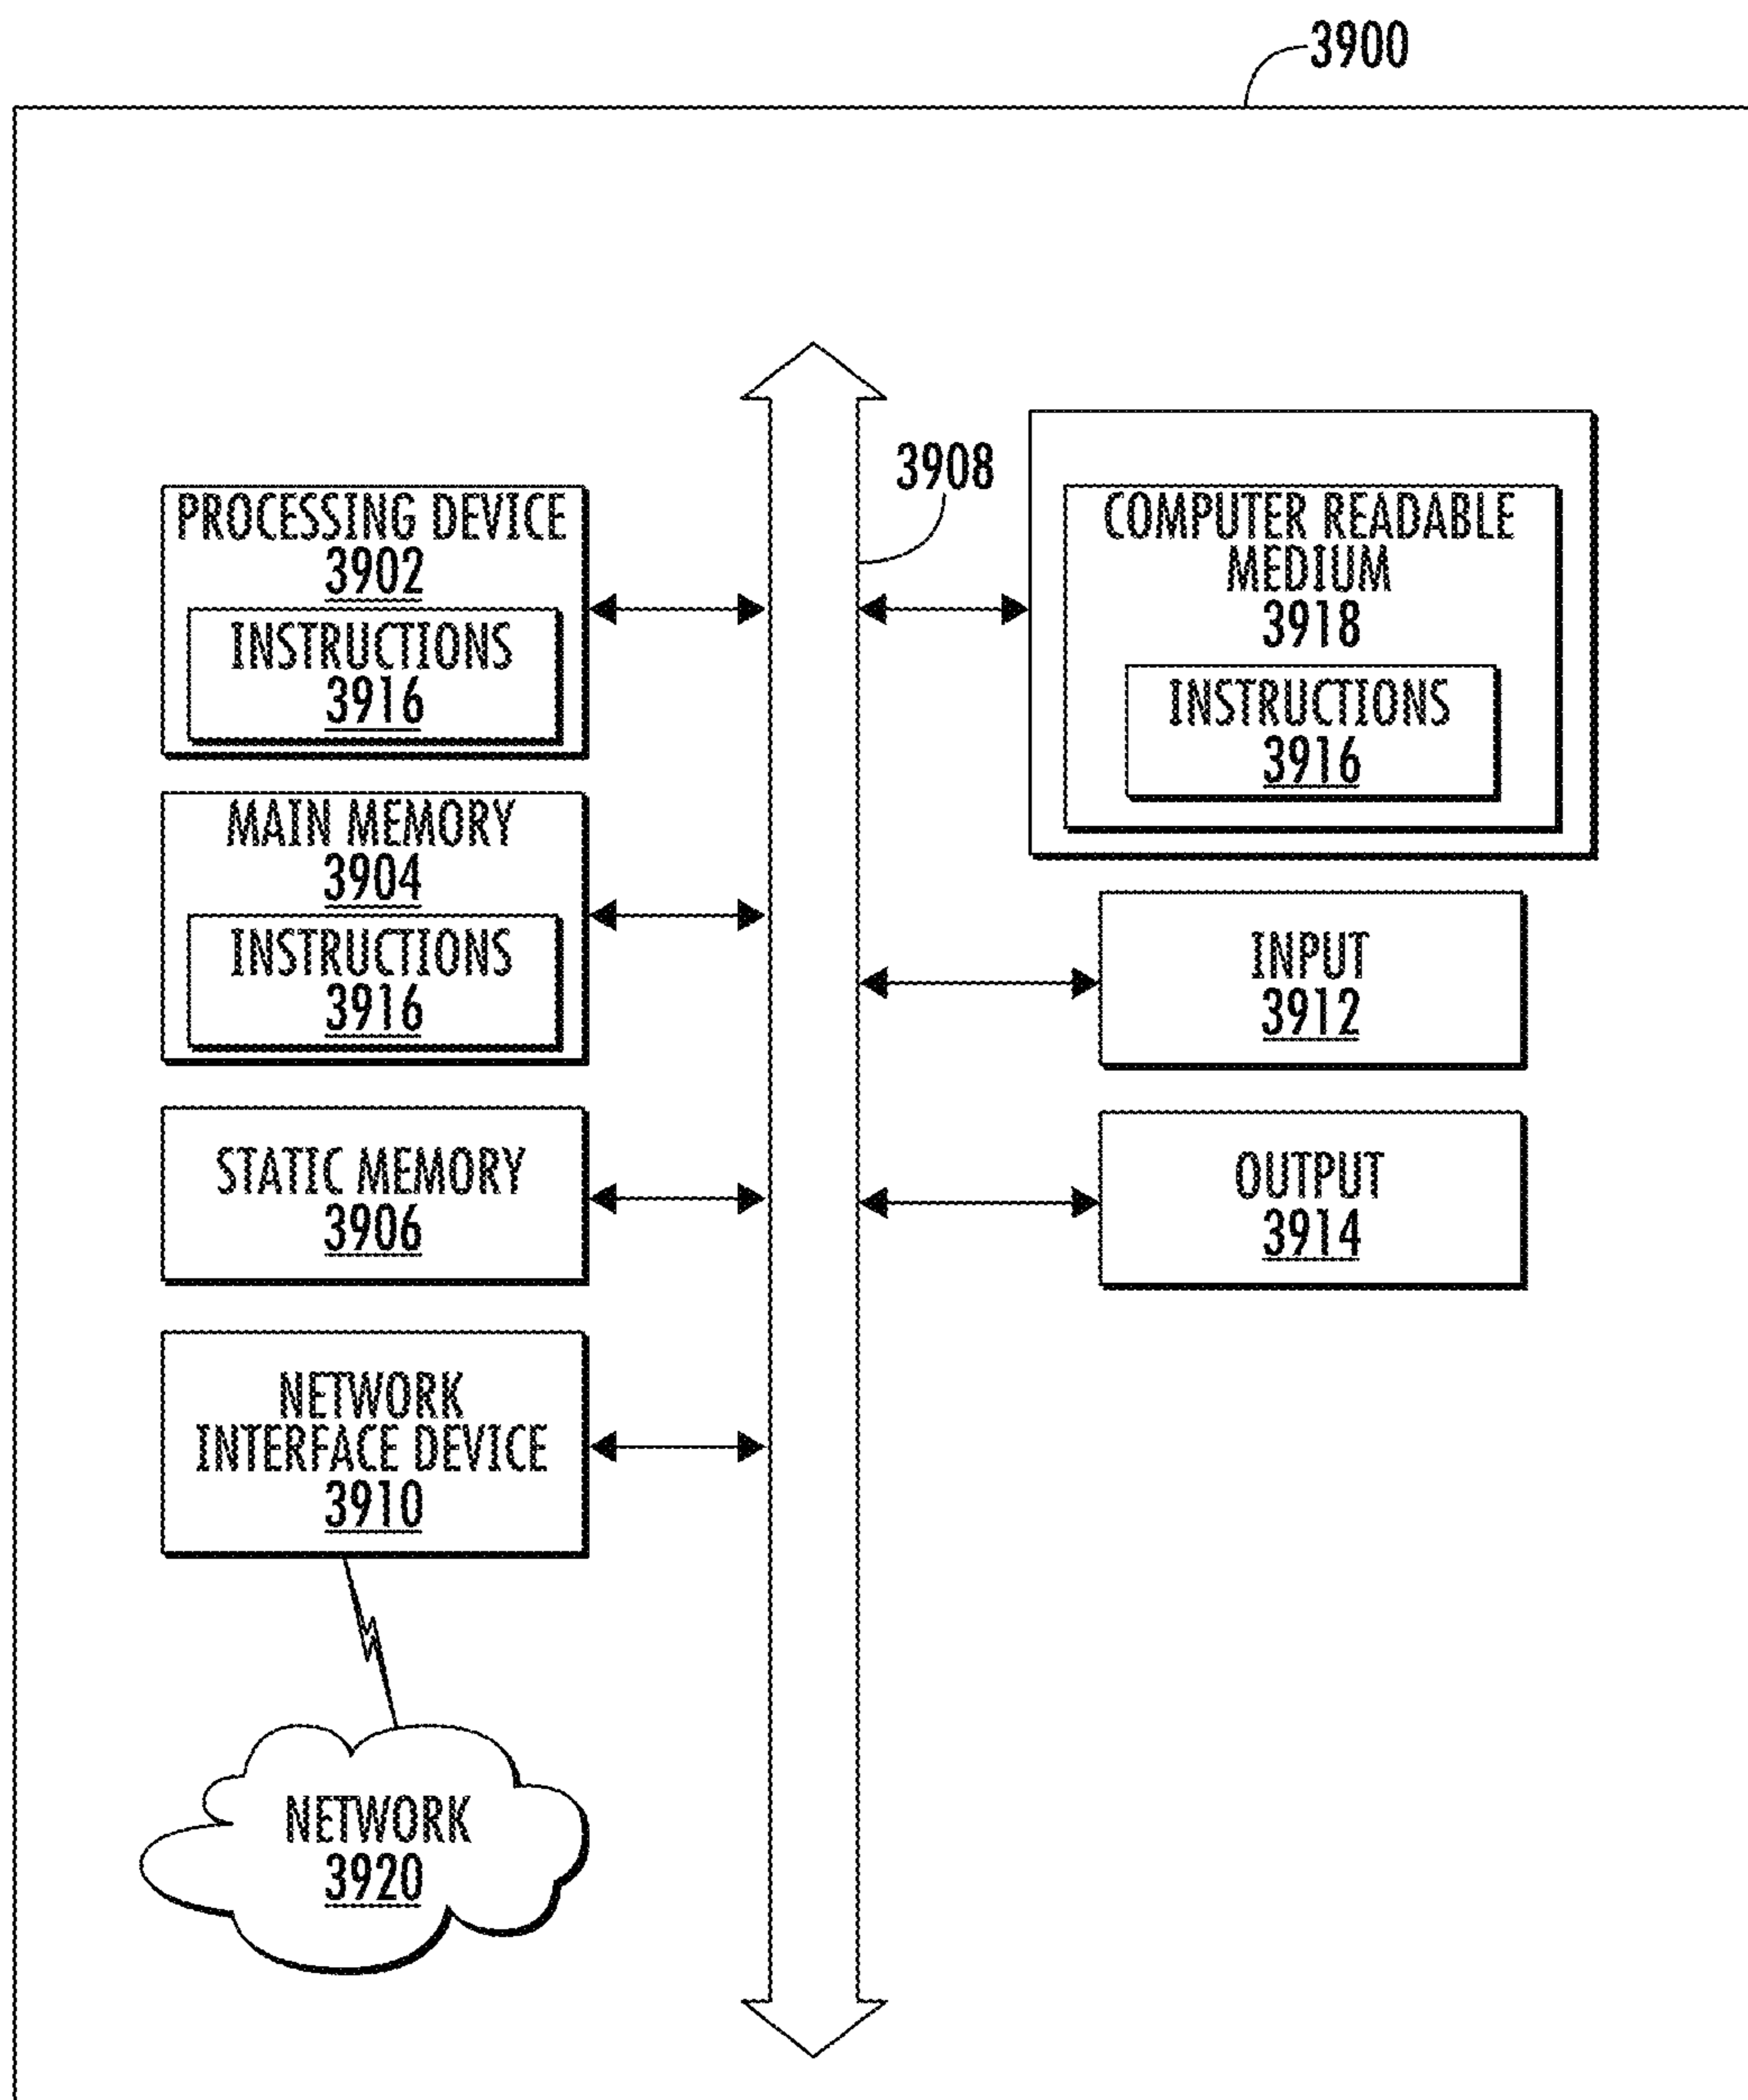 3900
PROCESSING DEVICE
3902
INSTRUCTIONS
3916
MAIN MEMORY
3904
INSTRUCTIONS
3916
STATIC MEMORY
3906
NETWORK
INTERFACE DEVICE
3910
NETWORK
3920
3908
COMPUTER READABLE
MEDIUM
3918
INSTRUCTIONS
3916
INPUT
3912
OUTPUT
3914